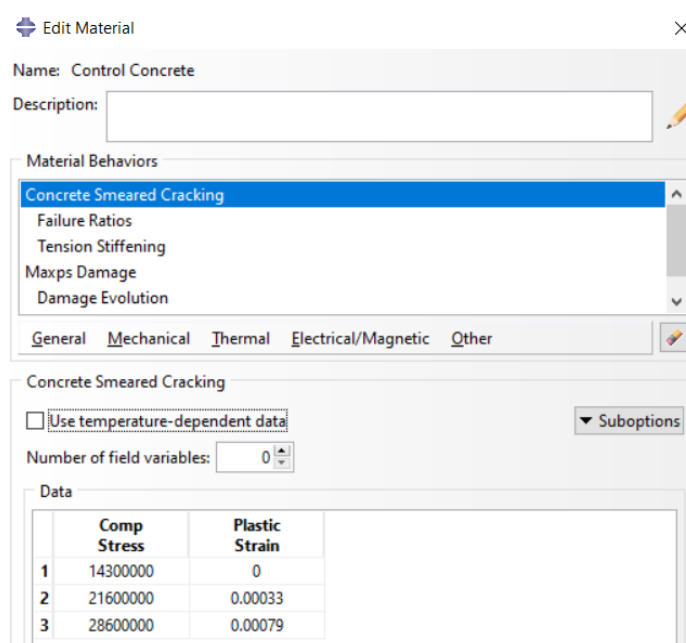 Edit Material
Name: Control Concrete
Description:
Material Behaviors
Concrete Smeared Cracking
Failure Ratios
Tension Stiffening
Maxps Damage
Damage Evolution
General Mechanical Thermal Electrical/Magnetic Other
Concrete Smeared Cracking
Use temperature-dependent data Suboptions
Number of field variables: 0
Data
Comp Plastic
Stress Strain
1 14300000 0
2 21600000 0.00033
3 28600000 0.00079